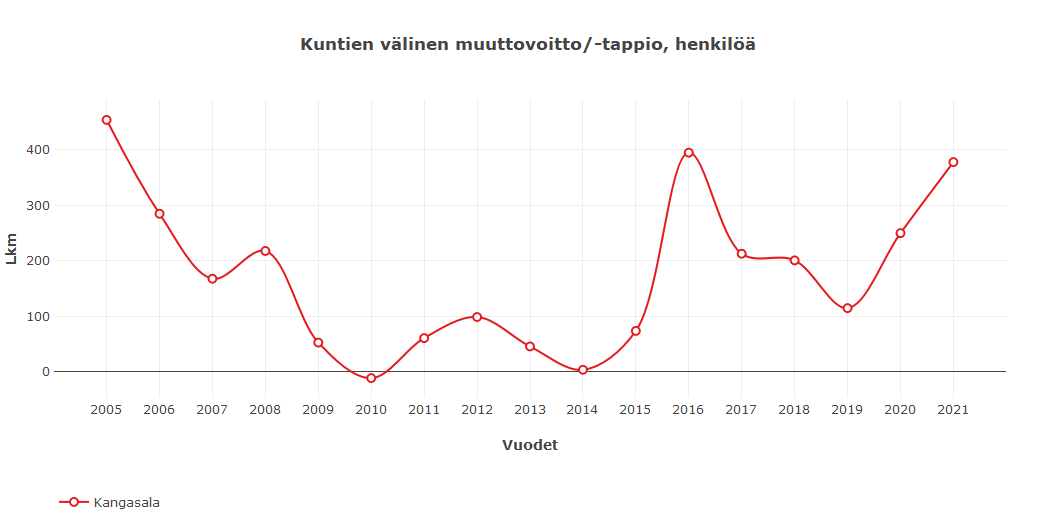 Kuntien välinen muuttovoitto/-tappio, henkilöä
Lkm
400
300
200
100
0
2005 2006 2007 2008 2009 2010 2011 2012 2013 2014 2015 2016 2017 2018 2019 2020 2021
Vuodet
Kangasala